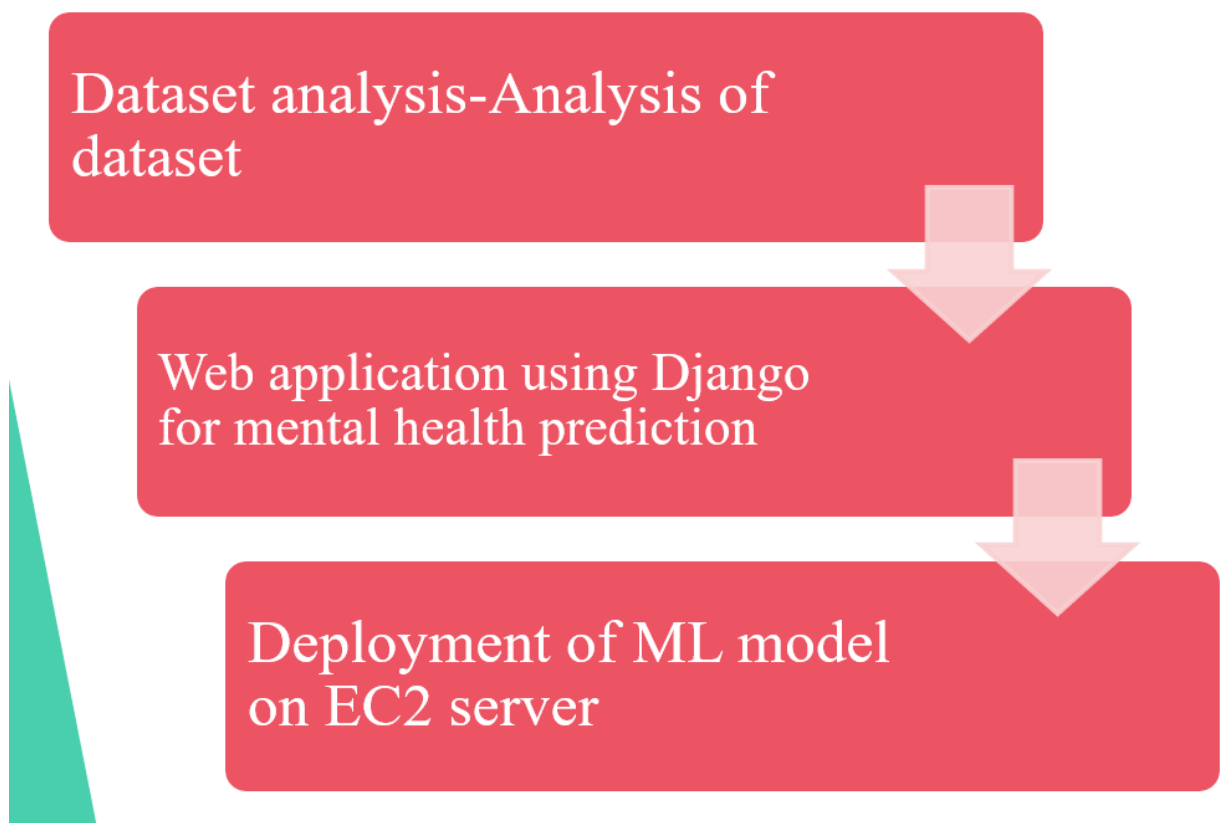 Dataset analysis-Analysis of
dataset
Web application using Django
for mental health prediction
Deployment of ML model
on EC2 server